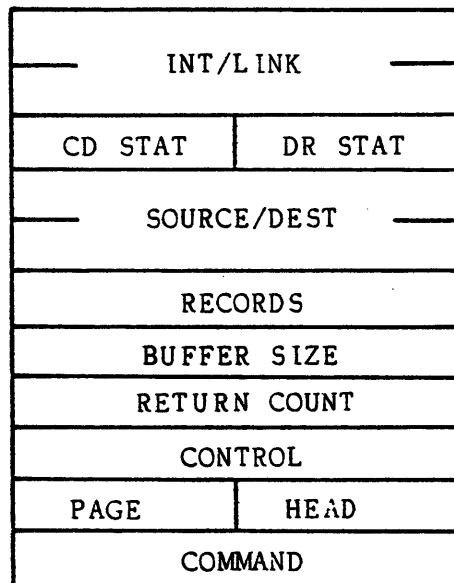 INT/LINK
CD STAT DR STAT
SOURCE/DEST
RECORDS
BUFFER SIZE
RETURN COUNT
CONTROL
PAGE HEAD
COMMAND